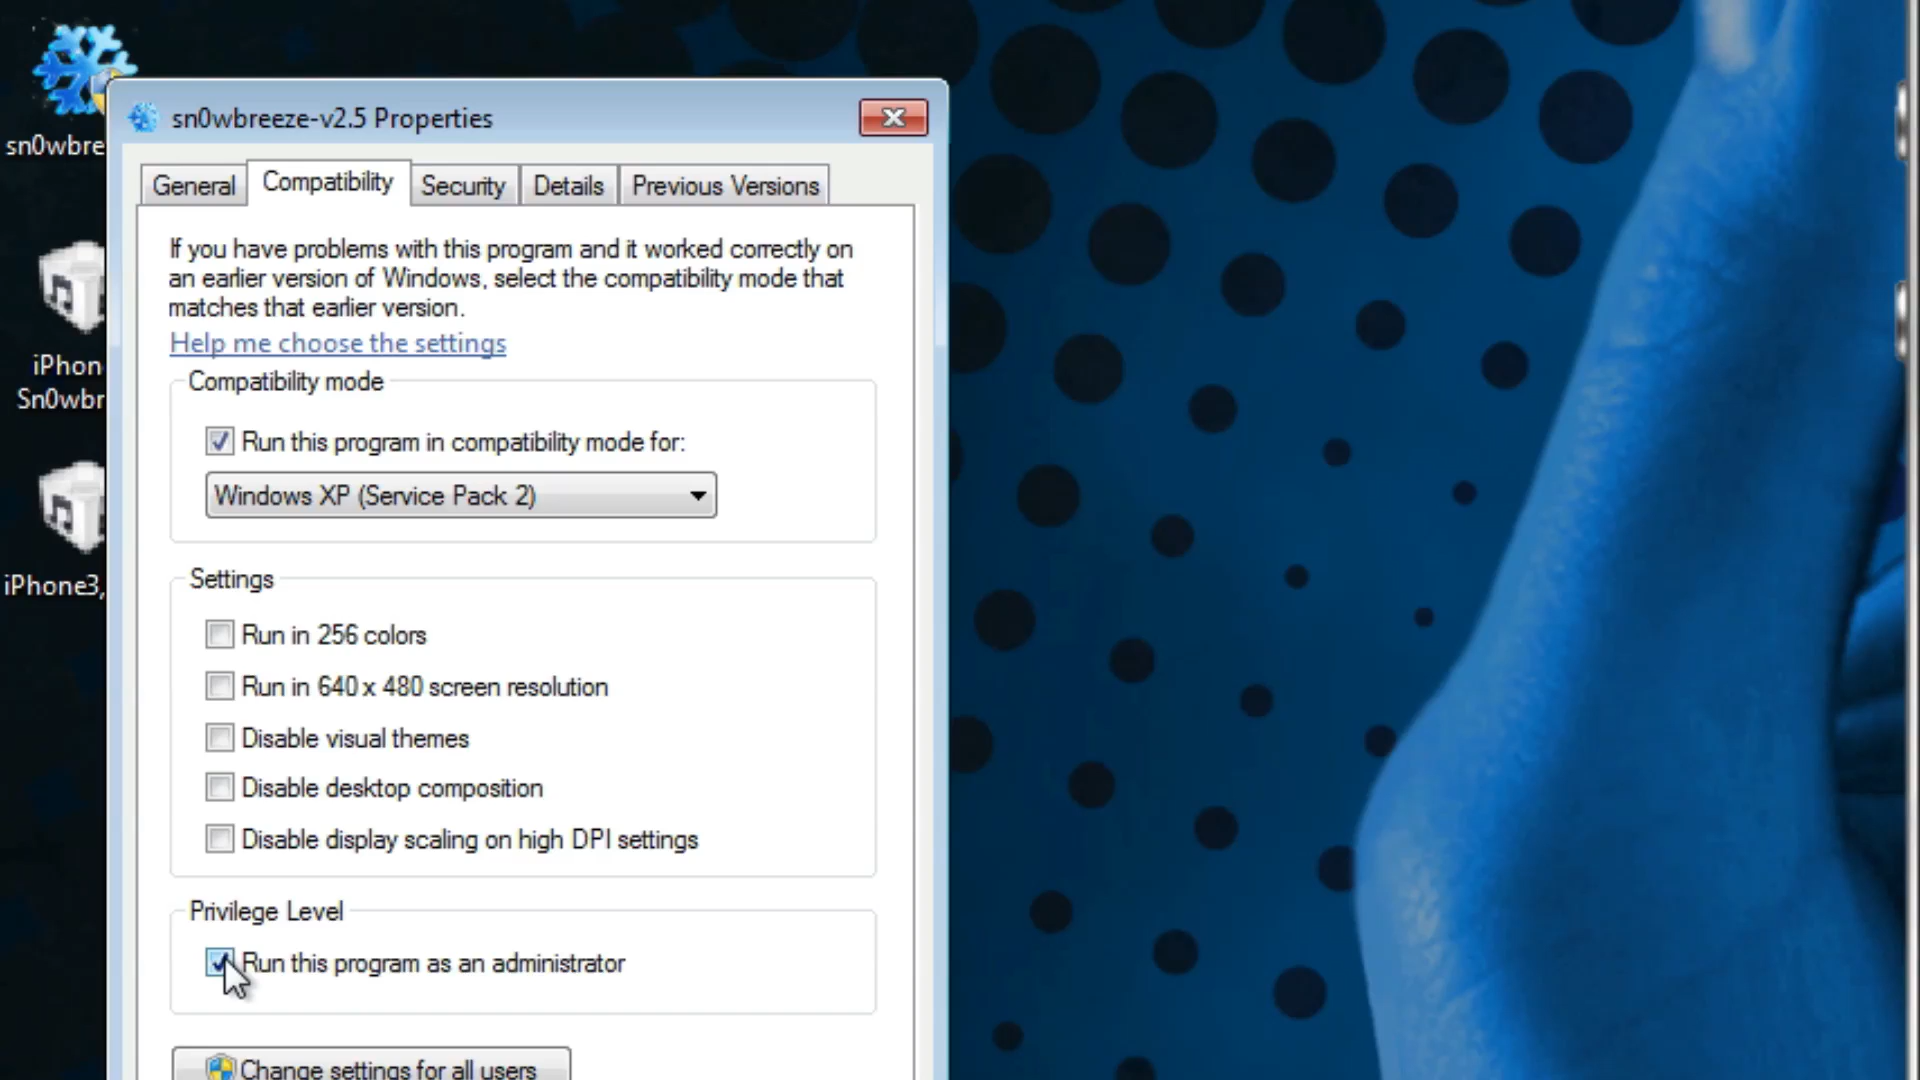 sn0wbre
iPhon
Sn0wbr
iPhone3,
sn0wbreeze-v2.5 Properties
General
Compatibility
Security
Details
Previous Versions
If you have problems with this program and it worked correctly on
an earlier version of Windows, select the compatibility mode that
matches that earlier version.
Help me choose the settings
Compatibility mode
Run this program in compatibility mode for:
Windows XP (Service Pack 2)
Settings
Run in 256 colors
Run in 640 x 480 screen resolution
Disable visual themes
Disable desktop composition
Disable display scaling on high DPI settings
Privilege Level
Run this program as an administrator
Change settings for all users